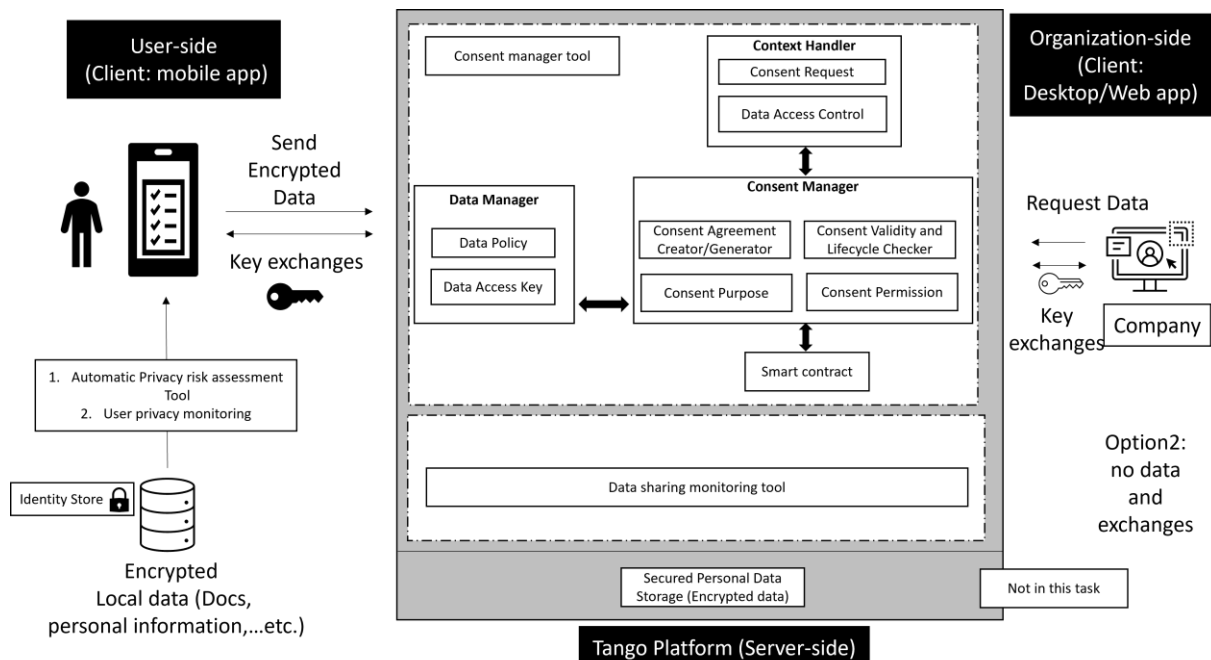 User-side
(Client: mobile app)
Send
Encrypted
Data
Key exchanges
1. Automatic Privacy risk assessment
Tool
2. User privacy monitoring
Identity Store
Encrypted
Local data (Docs,
personal information,...etc.)
Consent manager tool
Context Handler
Consent Request
Data Access Control
Data Manager
Data Policy
Data Access Key
Consent Manager
Consent Agreement
Creator/Generator
Consent Validity and
Lifecycle Checker
Consent Purpose
Consent Permission
Smart contract
Data sharing monitoring tool
Secured Personal Data
Storage (Encrypted data)
Not in this task
Tango Platform (Server-side)
Organization-side
(Client:
Desktop/Web app)
Request Data
Key
exchanges
Company
Option2:
no data
and
exchanges